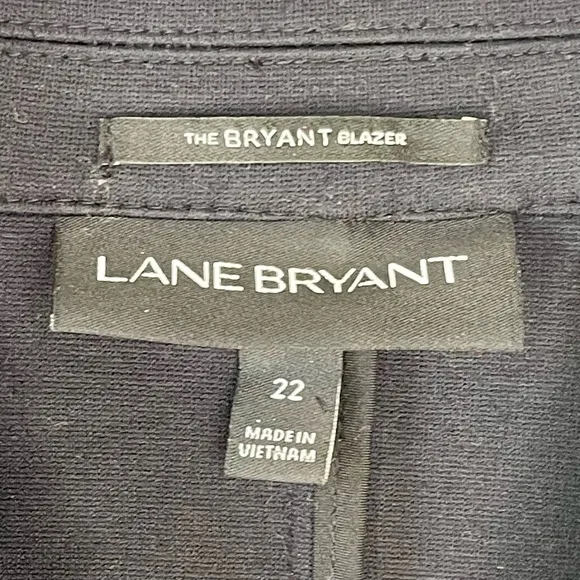 THE BRYANT BLAZER
LANE BRYANT
22
MADE IN
VIETNAM